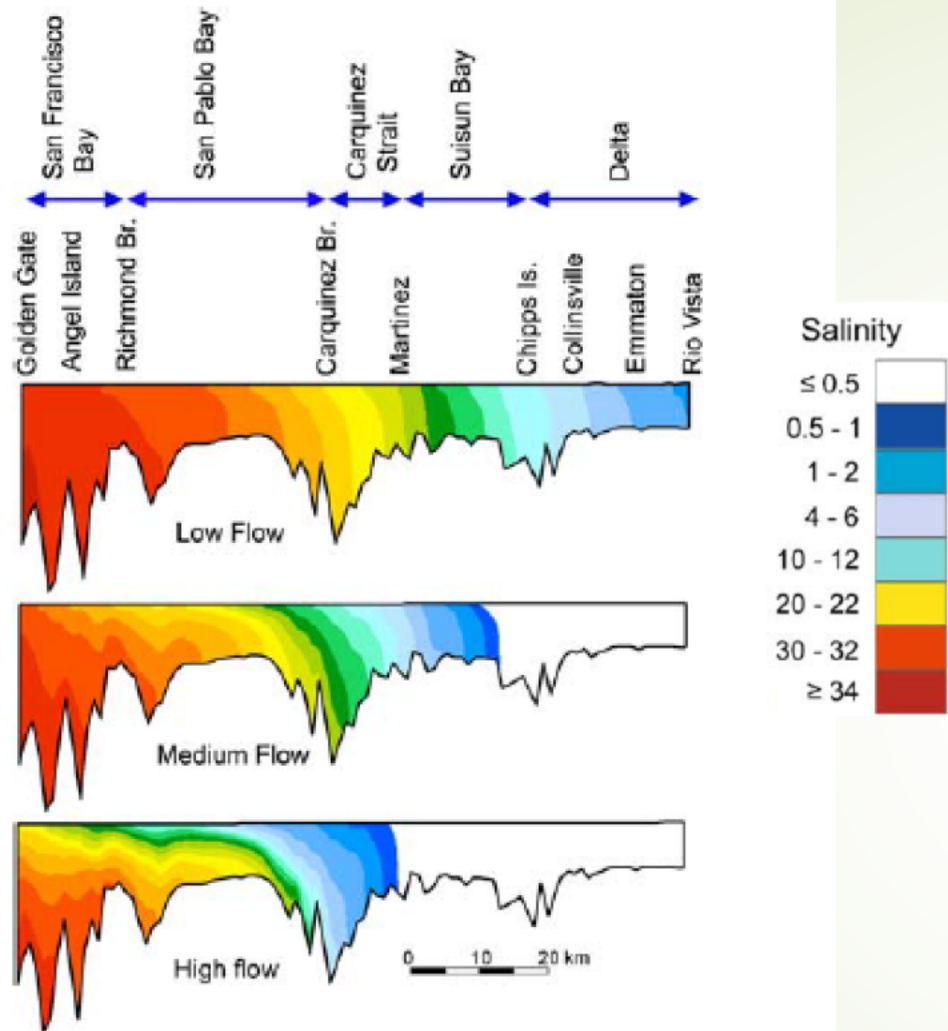 San Francisco
Bay
San Pablo Bay
Carquinez
Strait
Suisun Bay
Delta
Golden Gate
Angel Island
Richmond Br.
Carquinez Br.
Martinez
Chipps Is.
Collinsville
Emmaton
Rio Vista
Low Flow
Medium Flow
High flow
0 10 20 km
Salinity
≤ 0.5
0.5 - 1
1 - 2
4 - 6
10 - 12
20 - 22
30 - 32
≥ 34